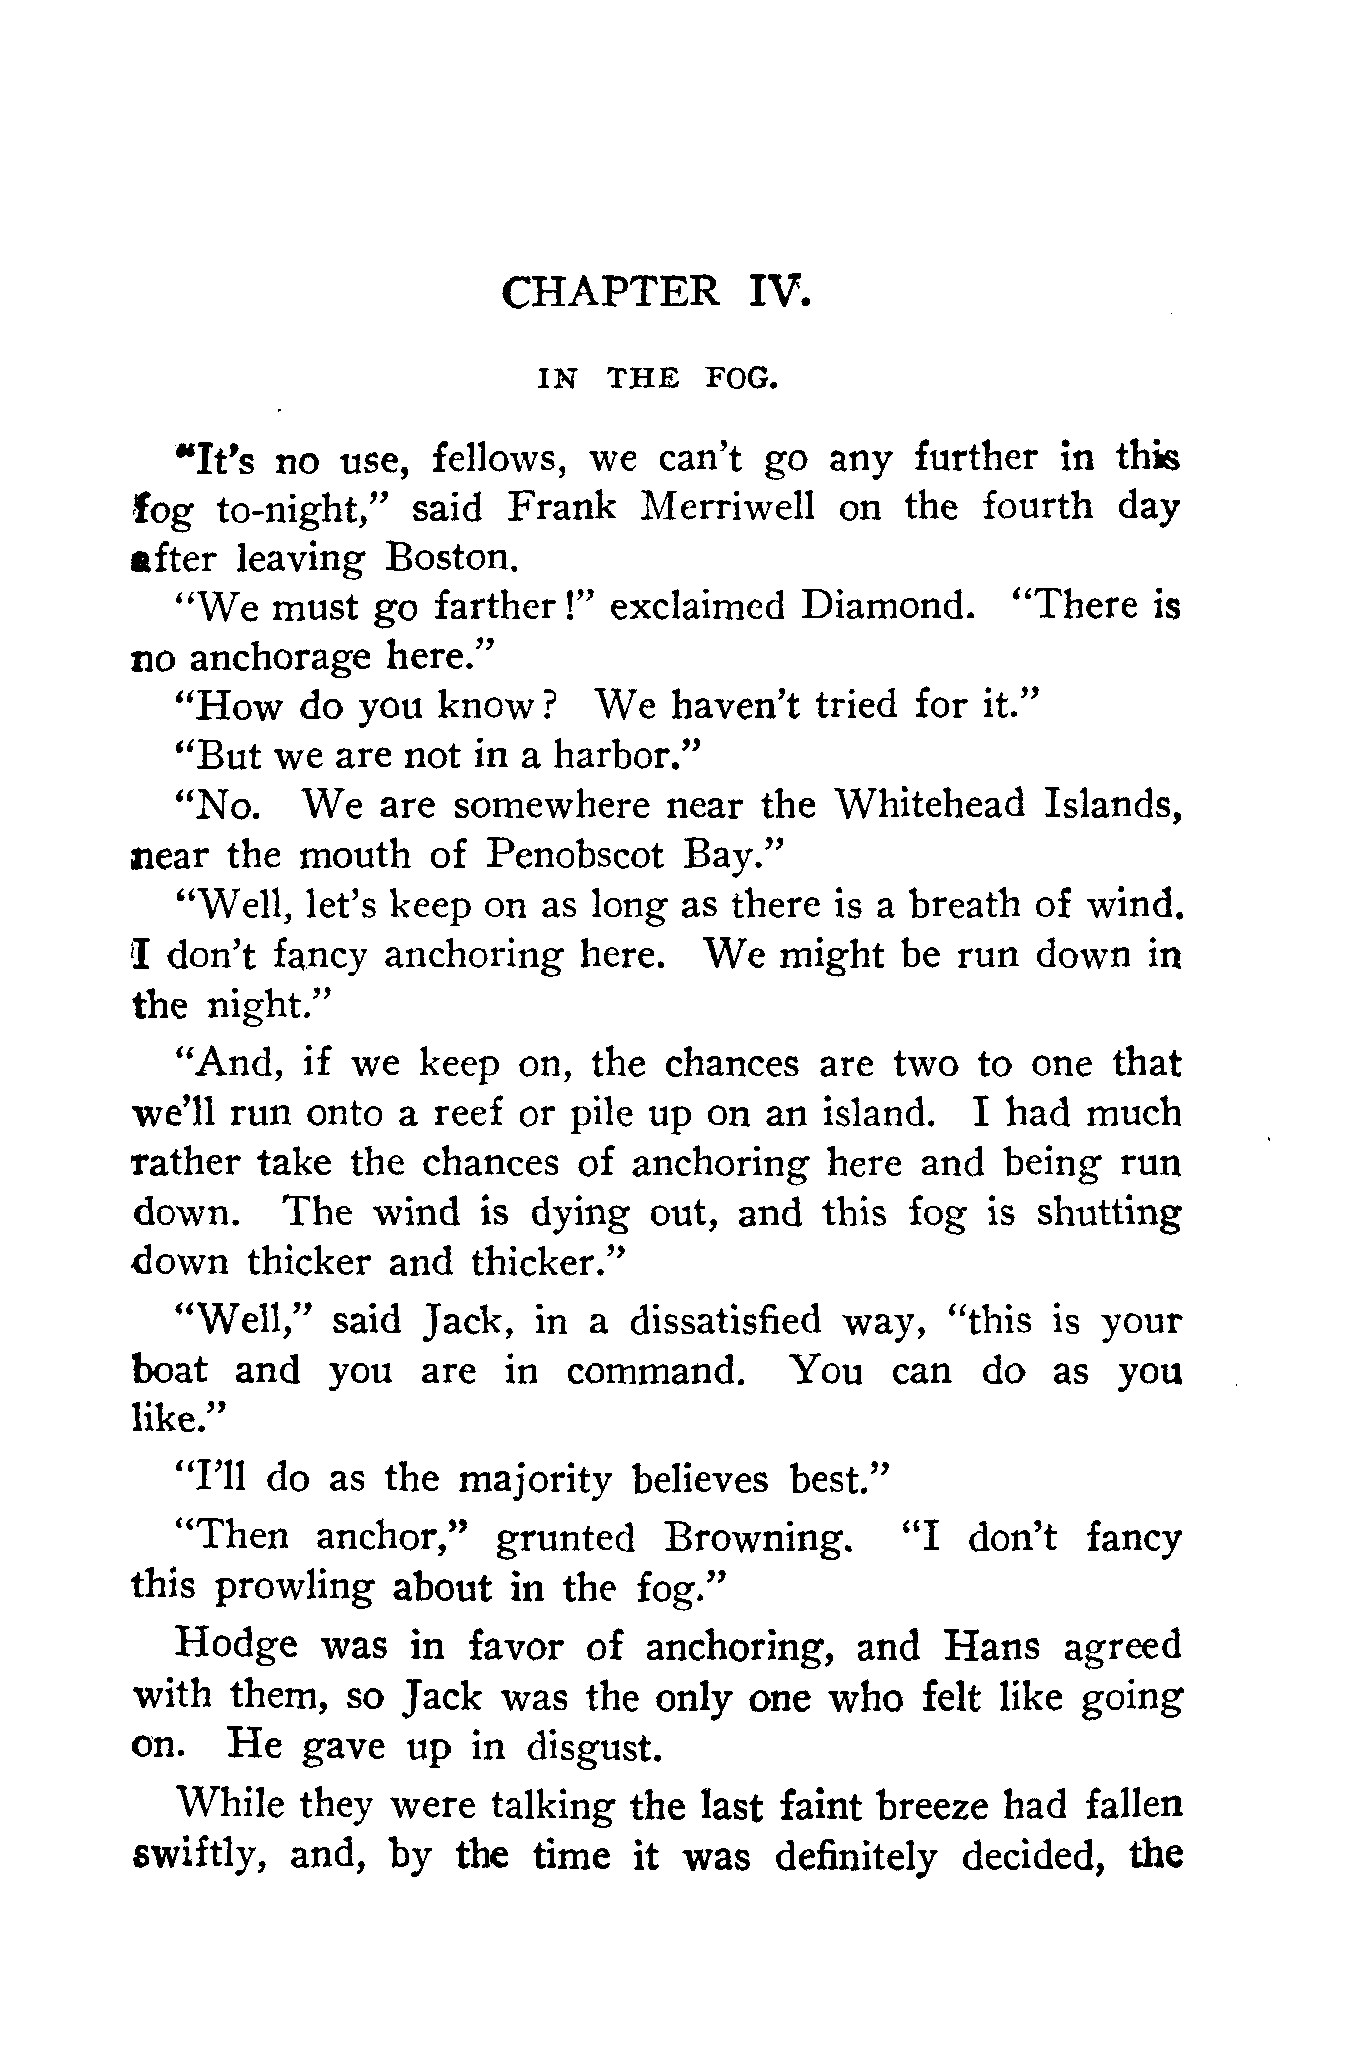 CHAPTER IV.
IN THE FOG.
“It’s no use, fellows, we can’t go any further in this
fog to-night,” said Frank Merriwell on the fourth day
after leaving Boston.
“We must go farther!” exclaimed Diamond. “There is
no anchorage here.”
“How do you know? We haven’t tried for it.”
“But we are not in a harbor.”
“No. We are somewhere near the Whitehead Islands,
near the mouth of Penobscot Bay.”
“Well, let’s keep on as long as there is a breath of wind.
I don’t fancy anchoring here. We might be run down in
the night.”
“And, if we keep on, the chances are two to one that
we’ll run onto a reef or pile up on an island. I had much
rather take the chances of anchoring here and being run
down. The wind is dying out, and this fog is shutting
down thicker and thicker.”
“Well,” said Jack, in a dissatisfied way, “this is your
boat and you are in command. You can do as you
like.”
“I’ll do as the majority believes best.”
“Then anchor,” grunted Browning. “I don’t fancy
this prowling about in the fog.”
Hodge was in favor of anchoring, and Hans agreed
with them, so Jack was the only one who felt like going
on. He gave up in disgust.
While they were talking the last faint breeze had fallen
swiftly, and, by the time it was definitely decided, the